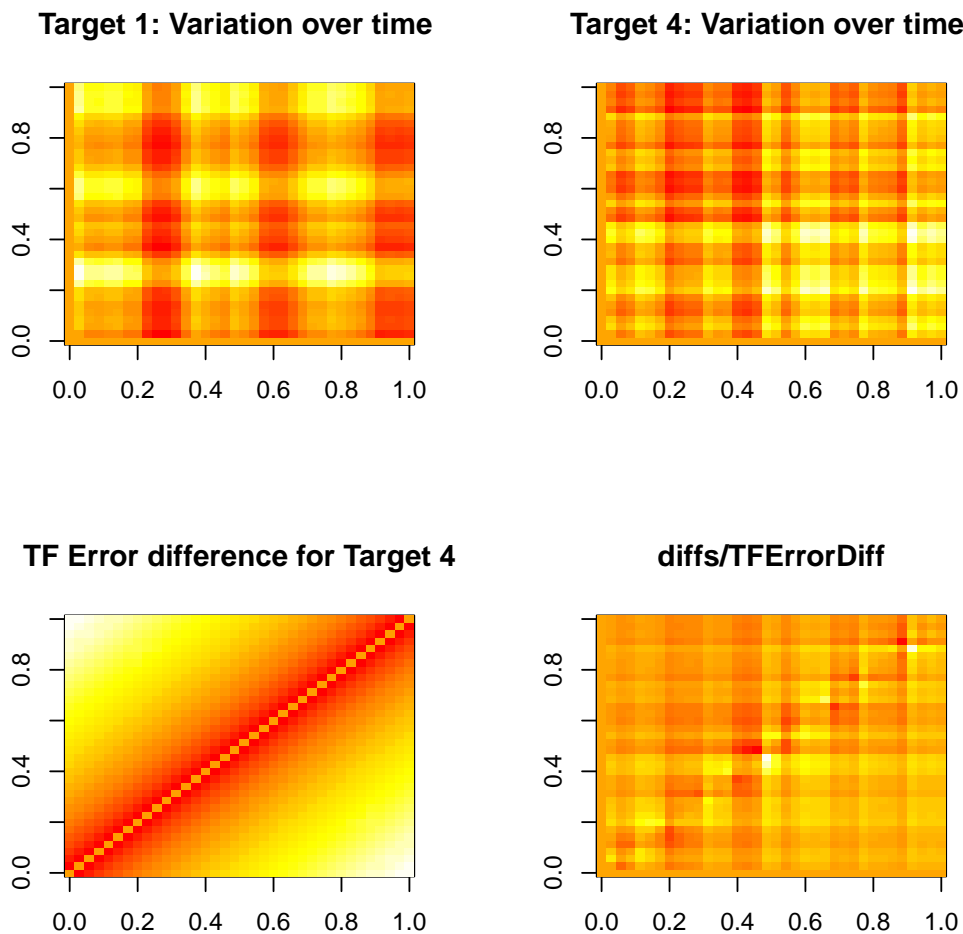 Target 1: Variation over time
0.8
0.4
0.0
0.0 0.2 0.4 0.6 0.8 1.0
Target 4: Variation over time
0.8
0.4
0.0
0.0 0.2 0.4 0.6 0.8 1.0
TF Error difference for Target 4
0.8
0.4
0.0
0.0 0.2 0.4 0.6 0.8 1.0
diffs/TFErrorDiff
0.8
0.4
0.0
0.0 0.2 0.4 0.6 0.8 1.0